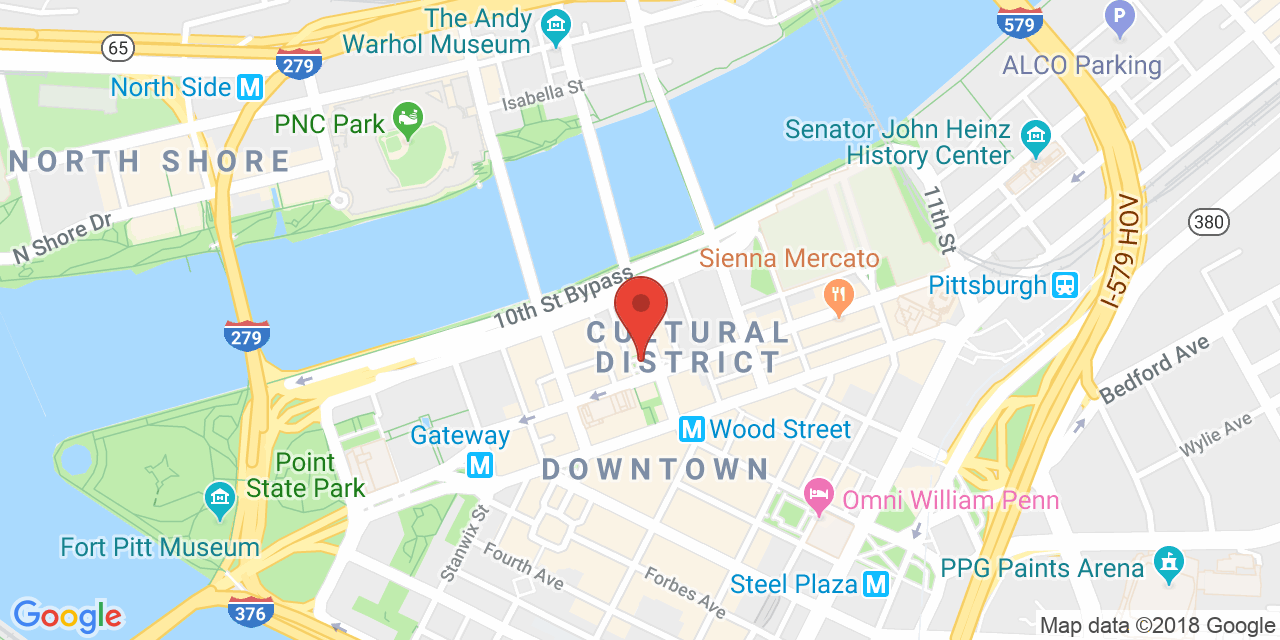 The Andy
Warhol Museum
579
P
ALCO Parking
65
279
North Side M
Isabella St
PNC Park
Senator John Heinz
History Center
NORTH SHORE
11th St
I-579 HOV
380
N Shore Dr
Sienna Mercato
Pittsburgh
10th St Bypass
279
CULTURAL
DISTRICT
Bedford Ave
Gateway
M
M Wood Street
Wylie Ave
Point
State Park
DOWNTOWN
Omni William Penn
Stanwix St
Fort Pitt Museum
Fourth Ave
Forbes Ave
Steel Plaza M
PPG Paints Arena
376
Google
Map data ©2018 Google